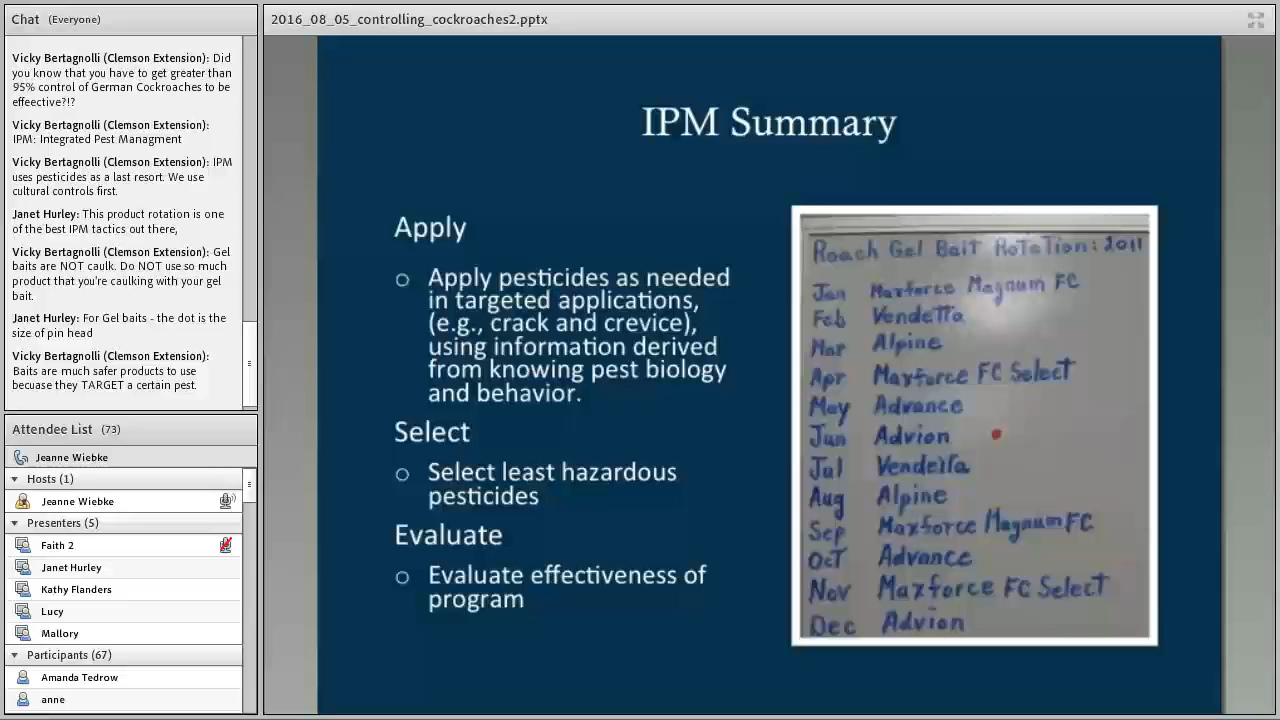 Chat (Everyone)
Vicky Bertagnolli (Clemson Extension): Did
you know that you have to get greater than
95% control of German Cockroaches to be
effeective?!?
Vicky Bertagnolli (Clemson Extension):
IPM: Integrated Pest Managment
Vicky Bertagnolli (Clemson Extension): IPM
uses pesticides as a last resort. We use
cultural controls first.
Janet Hurley: This product rotation is one
of the best IPM tactics out there,
Vicky Bertagnolli (Clemson Extension): Gel
baits are NOT caulk. Do NOT use so much
product that you're caulking with your gel
bait.
Janet Hurley: For Gel baits - the dot is the
size of pin head
Vicky Bertagnolli (Clemson Extension):
Baits are much safer products to
use becuase they TARGET a certain pest.
Attendee List (73)
Jeanne Wiebke
Hosts (1)
Jeanne Wiebke
Presenters (5)
Faith 2
Janet Hurley
Kathy Flanders
Lucy
Mallory
Participants (67)
Amanda Tedrow
anne
2016_08_05_controlling_cockroaches2.pptx
IPM Summary
Apply
Apply pesticides as needed
in targeted applications,
(e.g., crack and crevice),
using information derived
from knowing pest biology
and behavior.
Select
Select least hazardous
pesticides
Evaluate
Evaluate effectiveness of
program
Roach Gel Bait Rotation: 2011
Jan Maxforce Magnum FC
Feb Vendetta
Mar Alpine
Apr Maxforce FC Select
May Advance
Jun Advion
Jul Vendetta
Aug Alpine
Sep Maxforce Magnum FC
Oct Advance
Nov Maxforce FC Select
Dec Advion